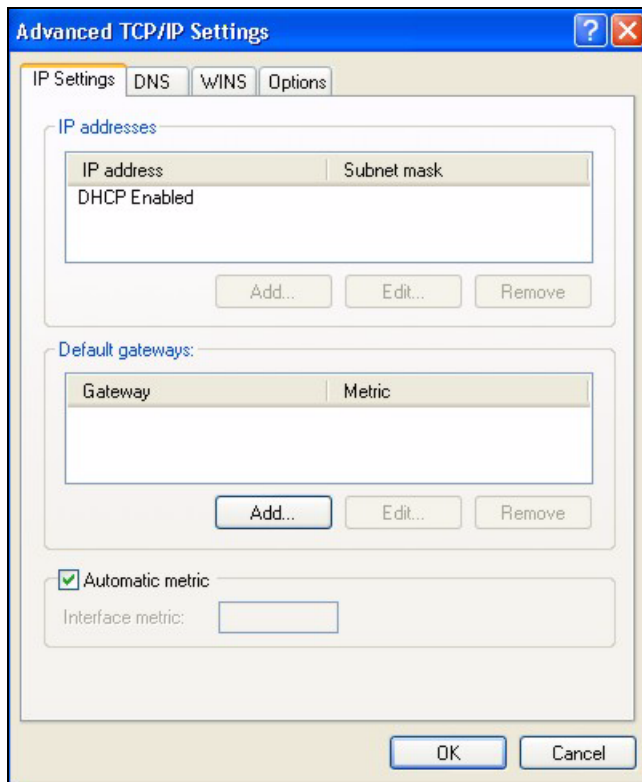 Advanced TCP/IP Settings
IP Settings DNS WINS Options
IP addresses
IP address Subnet mask
DHCP Enabled
Add... Edit... Remove
Default gateways:
Gateway Metric
Add... Edit... Remove
Automatic metric
Interface metric:
OK Cancel